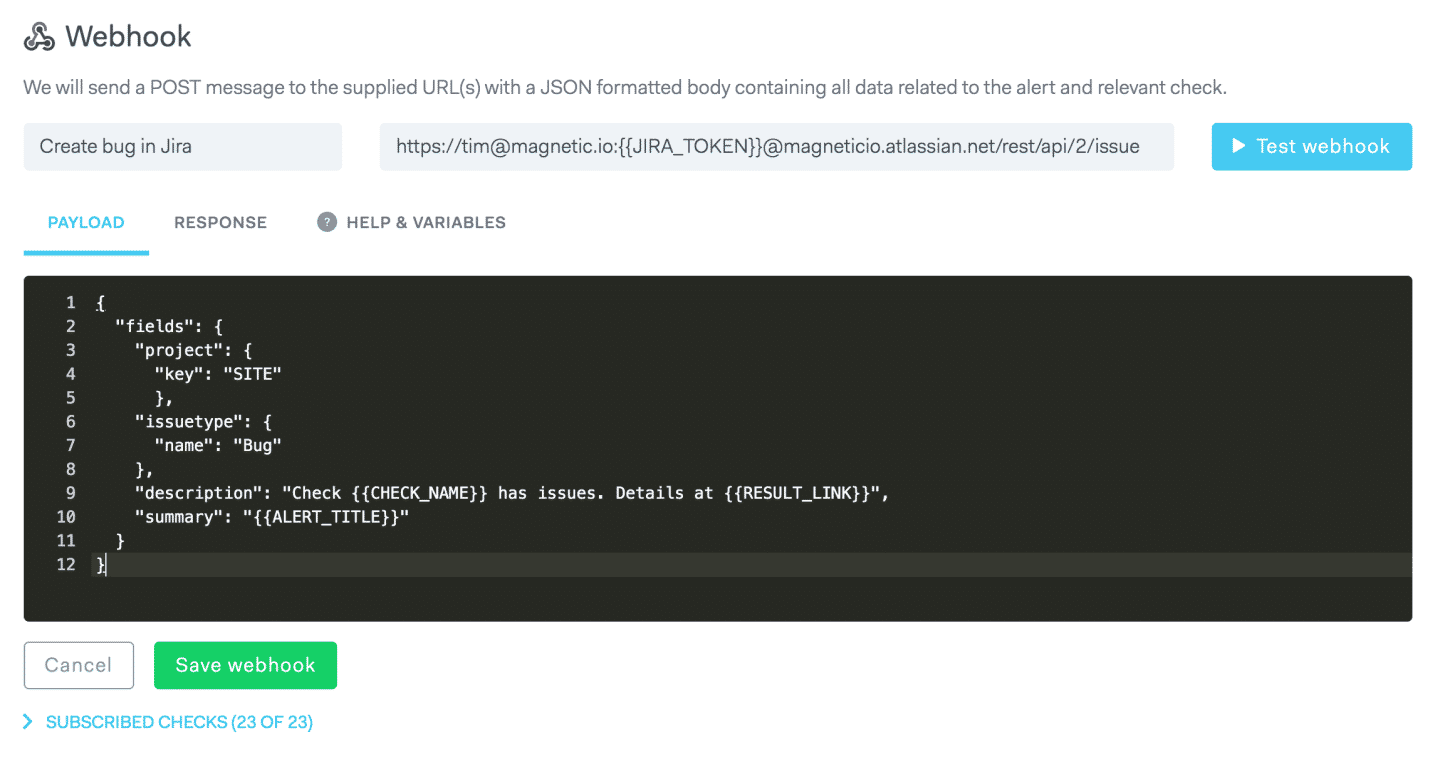 Webhook
We will send a POST message to the supplied URL(s) with a JSON formatted body containing all data related to the alert and relevant check.
Create bug in Jira
https://tim@magnetic.io:{{JIRA_TOKEN}}@magneticio.atlassian.net/rest/api/2/issue
Test webhook
PAYLOAD
RESPONSE
? HELP & VARIABLES
1 {
2   "fields": {
3     "project": {
4       "key": "SITE"
5       },
6     "issuetype": {
7       "name": "Bug"
8     },
9     "description": "Check {{CHECK_NAME}} has issues. Details at {{RESULT_LINK}}",
10     "summary": "{{ALERT_TITLE}}"
11   }
12 }
Cancel
Save webhook
SUBSCRIBED CHECKS (23 OF 23)